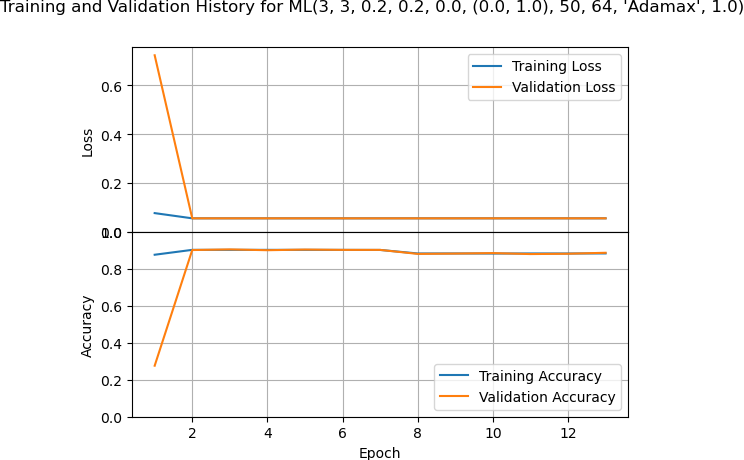 Training and Validation History for ML(3, 3, 0.2, 0.2, 0.0, (0.0, 1.0), 50, 64, 'Adamax', 1.0)
Training Loss
Validation Loss
0.6
0.4
0.2
0.0
Loss
1.0
0.8
0.6
0.4
0.2
0.0
Accuracy
Training Accuracy
Validation Accuracy
2 4 6 8 10 12
Epoch